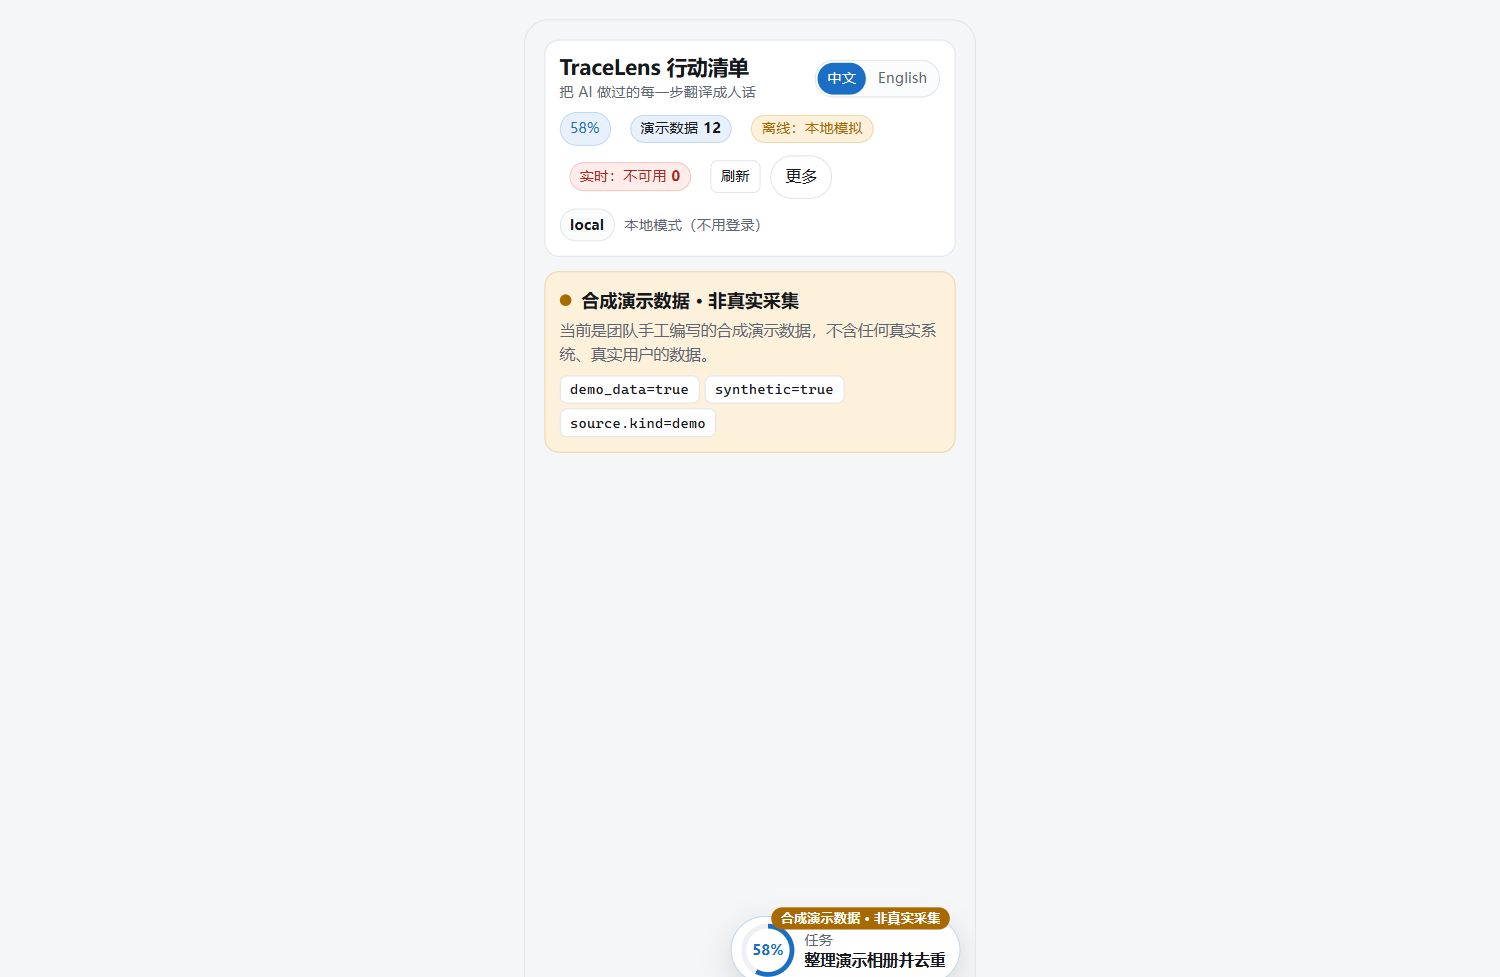 TraceLens 行动清单
把 AI 做过的每一步翻译成人话
中文 English
58% 演示数据 12 离线：本地模拟
实时：不可用 0 刷新 更多
local 本地模式（不用登录）
合成演示数据 • 非真实采集
当前是团队手工编写的合成演示数据，不含任何真实系
统、真实用户的数据。
demo_data=true synthetic=true
source.kind=demo
合成演示数据 • 非真实采集
58%
任务
整理演示相册并去重